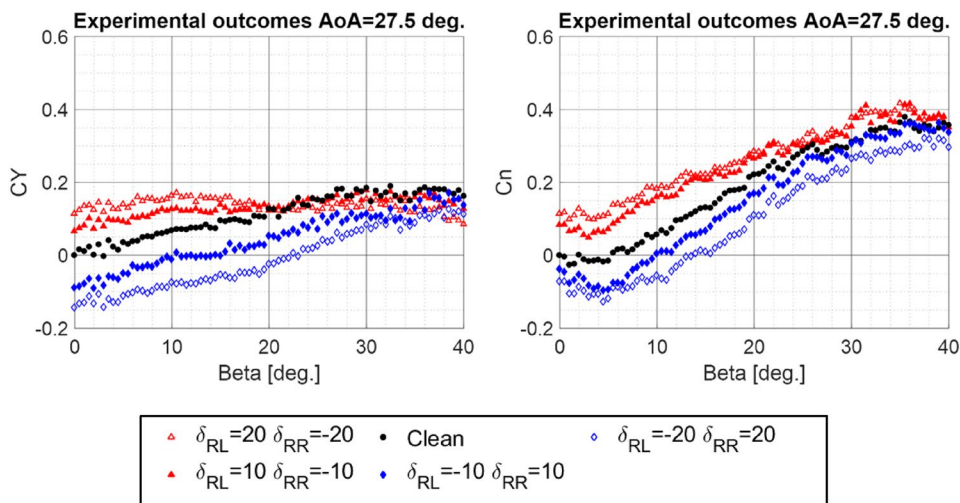 Experimental outcomes AoA=27.5 deg.
0.6
0.4
0.2
0
-0.2
CY
0 10 20 30 40
Beta [deg.]
Experimental outcomes AoA=27.5 deg.
0.6
0.4
0.2
0
-0.2
Cn
0 10 20 30 40
Beta [deg.]
δRL=20 δRR=-20 Clean δRL=-20 δRR=20
δRL=10 δRR=-10 δRL=-10 δRR=10